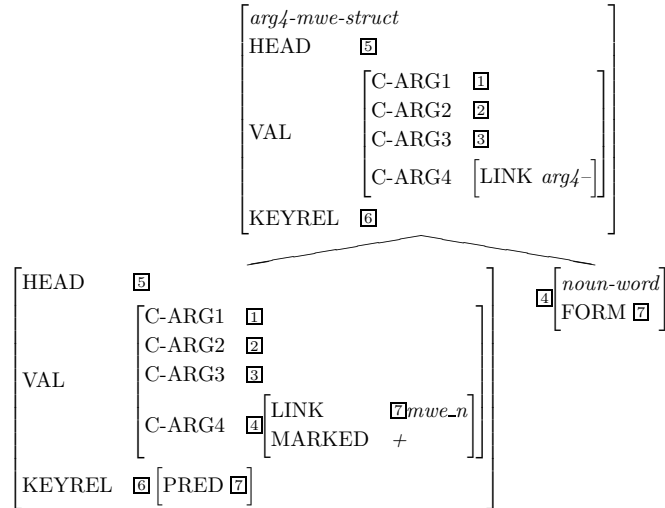 arg4-mwe-struct
HEAD 5
VAL
C-ARG1 1
C-ARG2 2
C-ARG3 3
C-ARG4 [LINK arg4–]
KEYREL 6
HEAD 5
VAL
C-ARG1 1
C-ARG2 2
C-ARG3 3
C-ARG4 4
LINK 7 mwe_n
MARKED +
KEYREL 6 [PRED 7]
4
noun-word
FORM 7